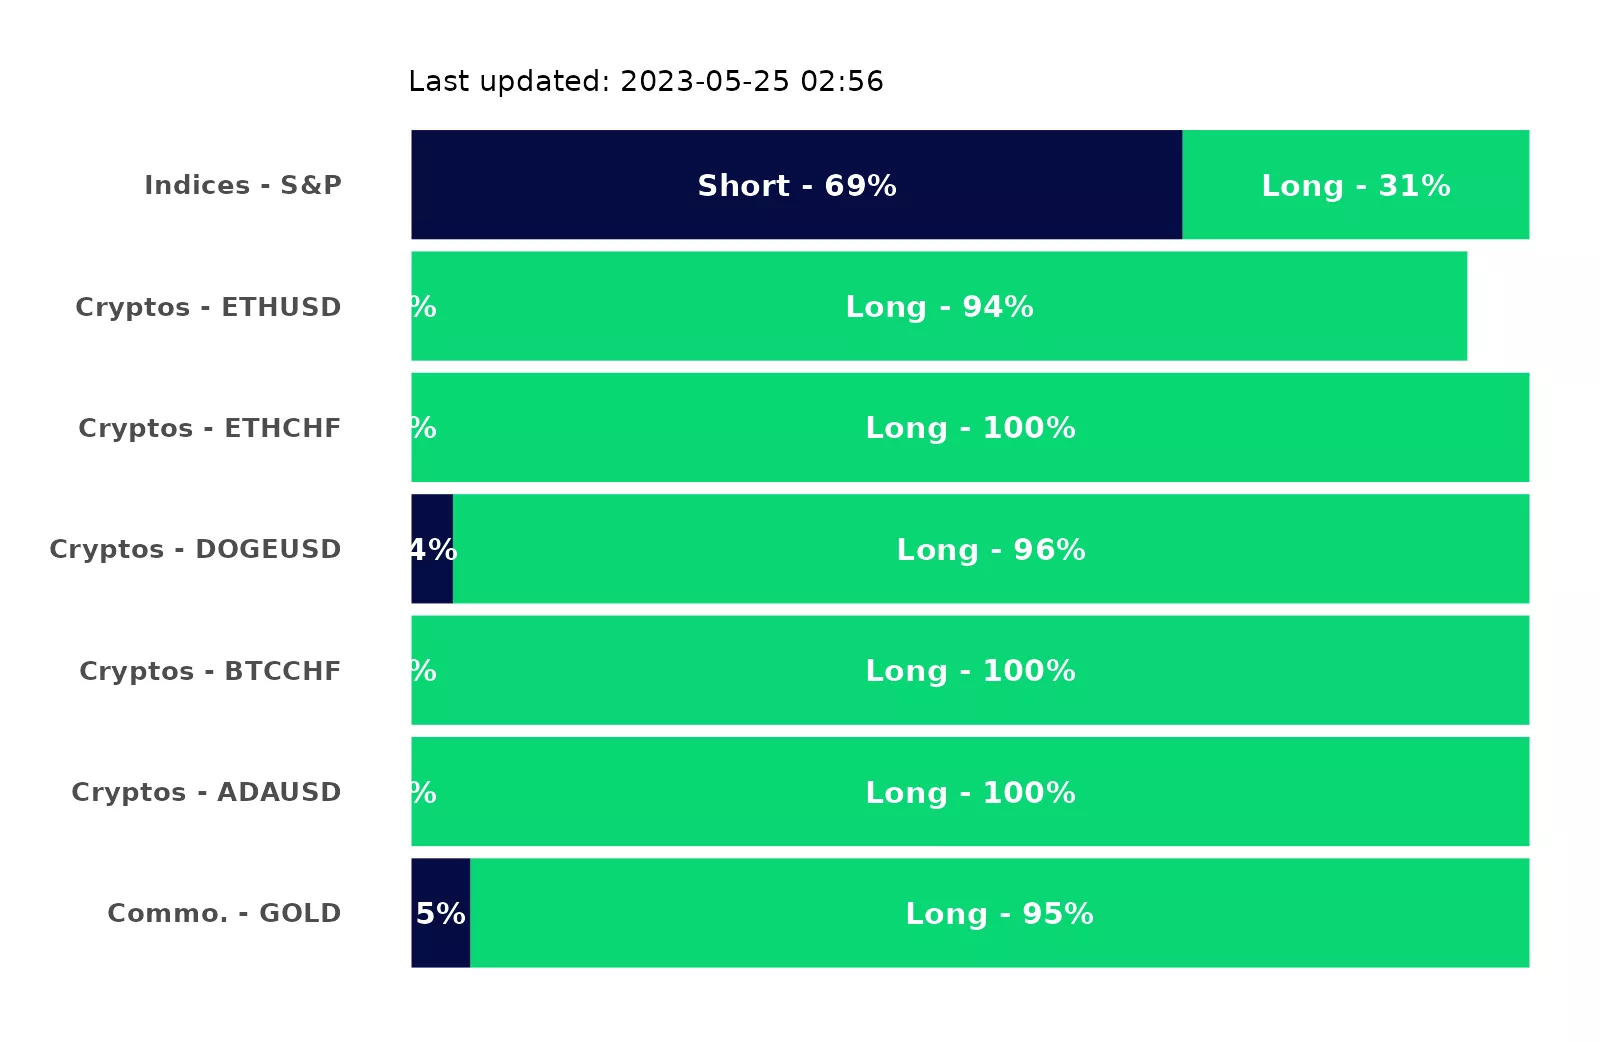 Last updated: 2023-05-25 02:56
Indices - S&P Short - 69% Long - 31%
Cryptos - ETHUSD % Long - 94%
Cryptos - ETHCHF % Long - 100%
Cryptos - DOGEUSD 4% Long - 96%
Cryptos - BTCCHF % Long - 100%
Cryptos - ADAUSD % Long - 100%
Commo. - GOLD 5% Long - 95%